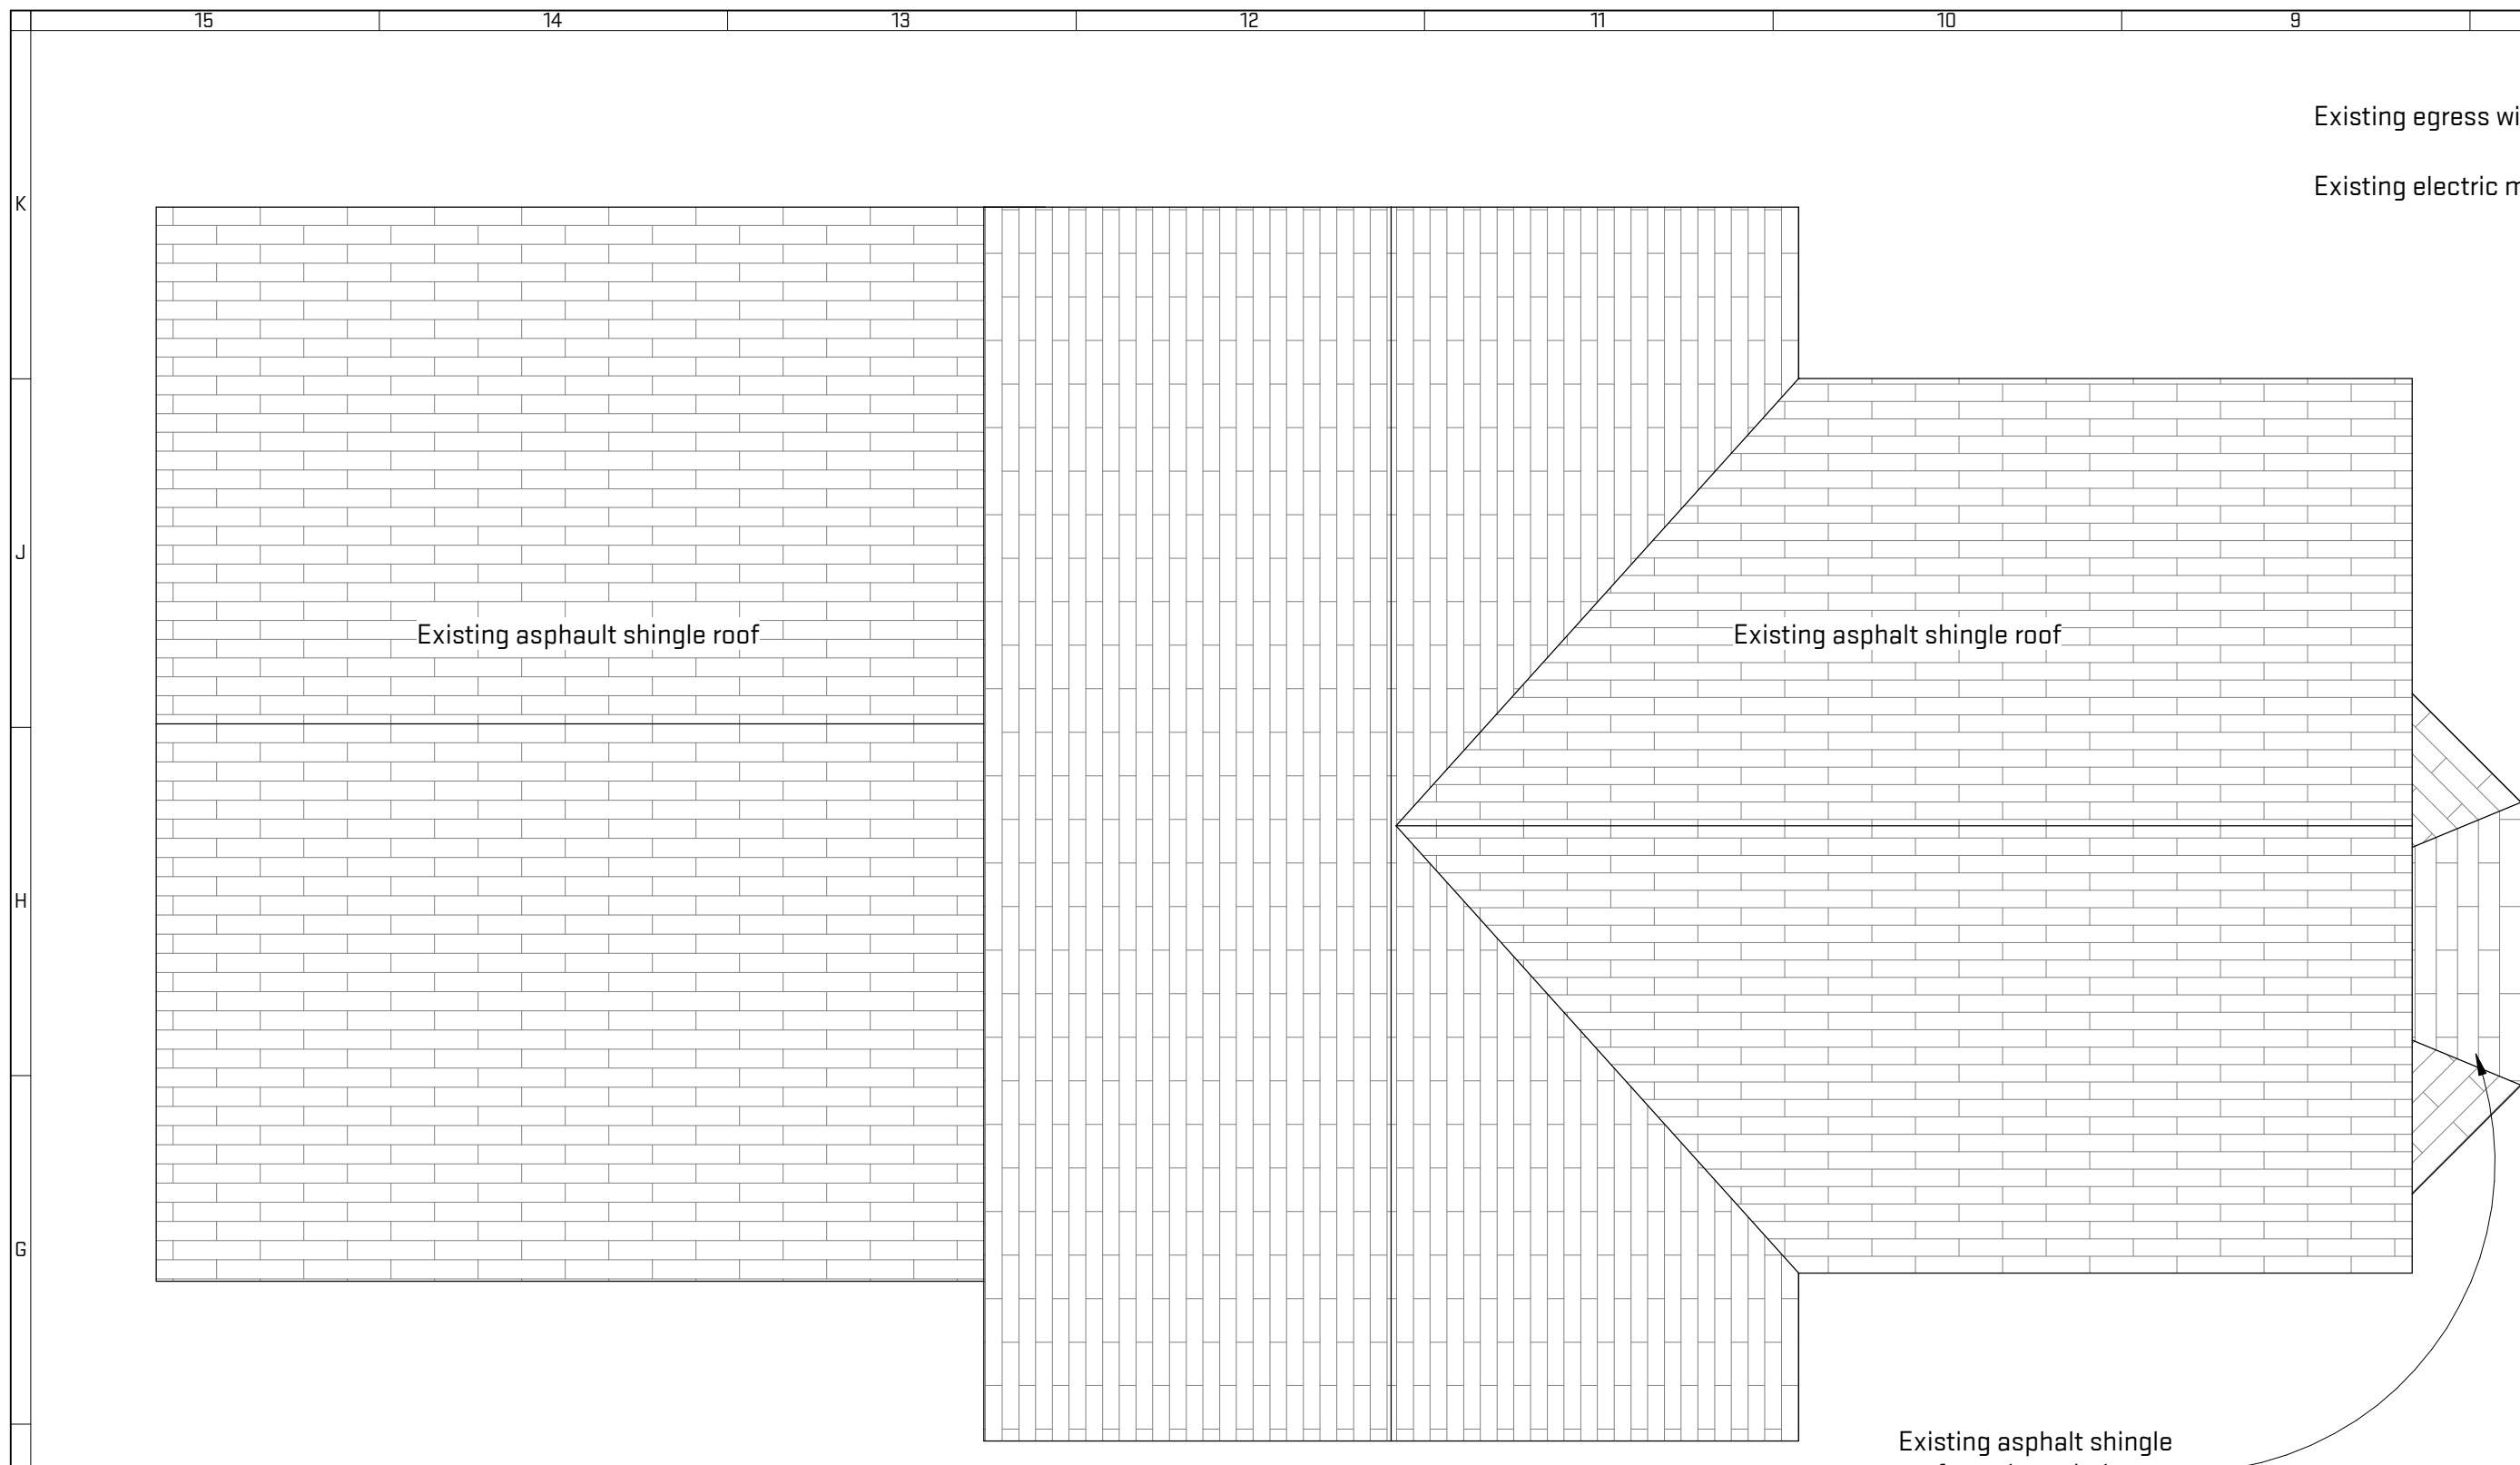 15 14 13 12 11 10 9
Existing egress
K
Existing electric
J
Existing asphault shingle roof
Existing asphalt shingle roof
H
G
Existing asphalt shingle